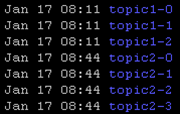 Jan 17 08:11 topic1-0
Jan 17 08:11 topic1-1
Jan 17 08:11 topic1-2
Jan 17 08:44 topic2-0
Jan 17 08:44 topic2-1
Jan 17 08:44 topic2-2
Jan 17 08:44 topic2-3